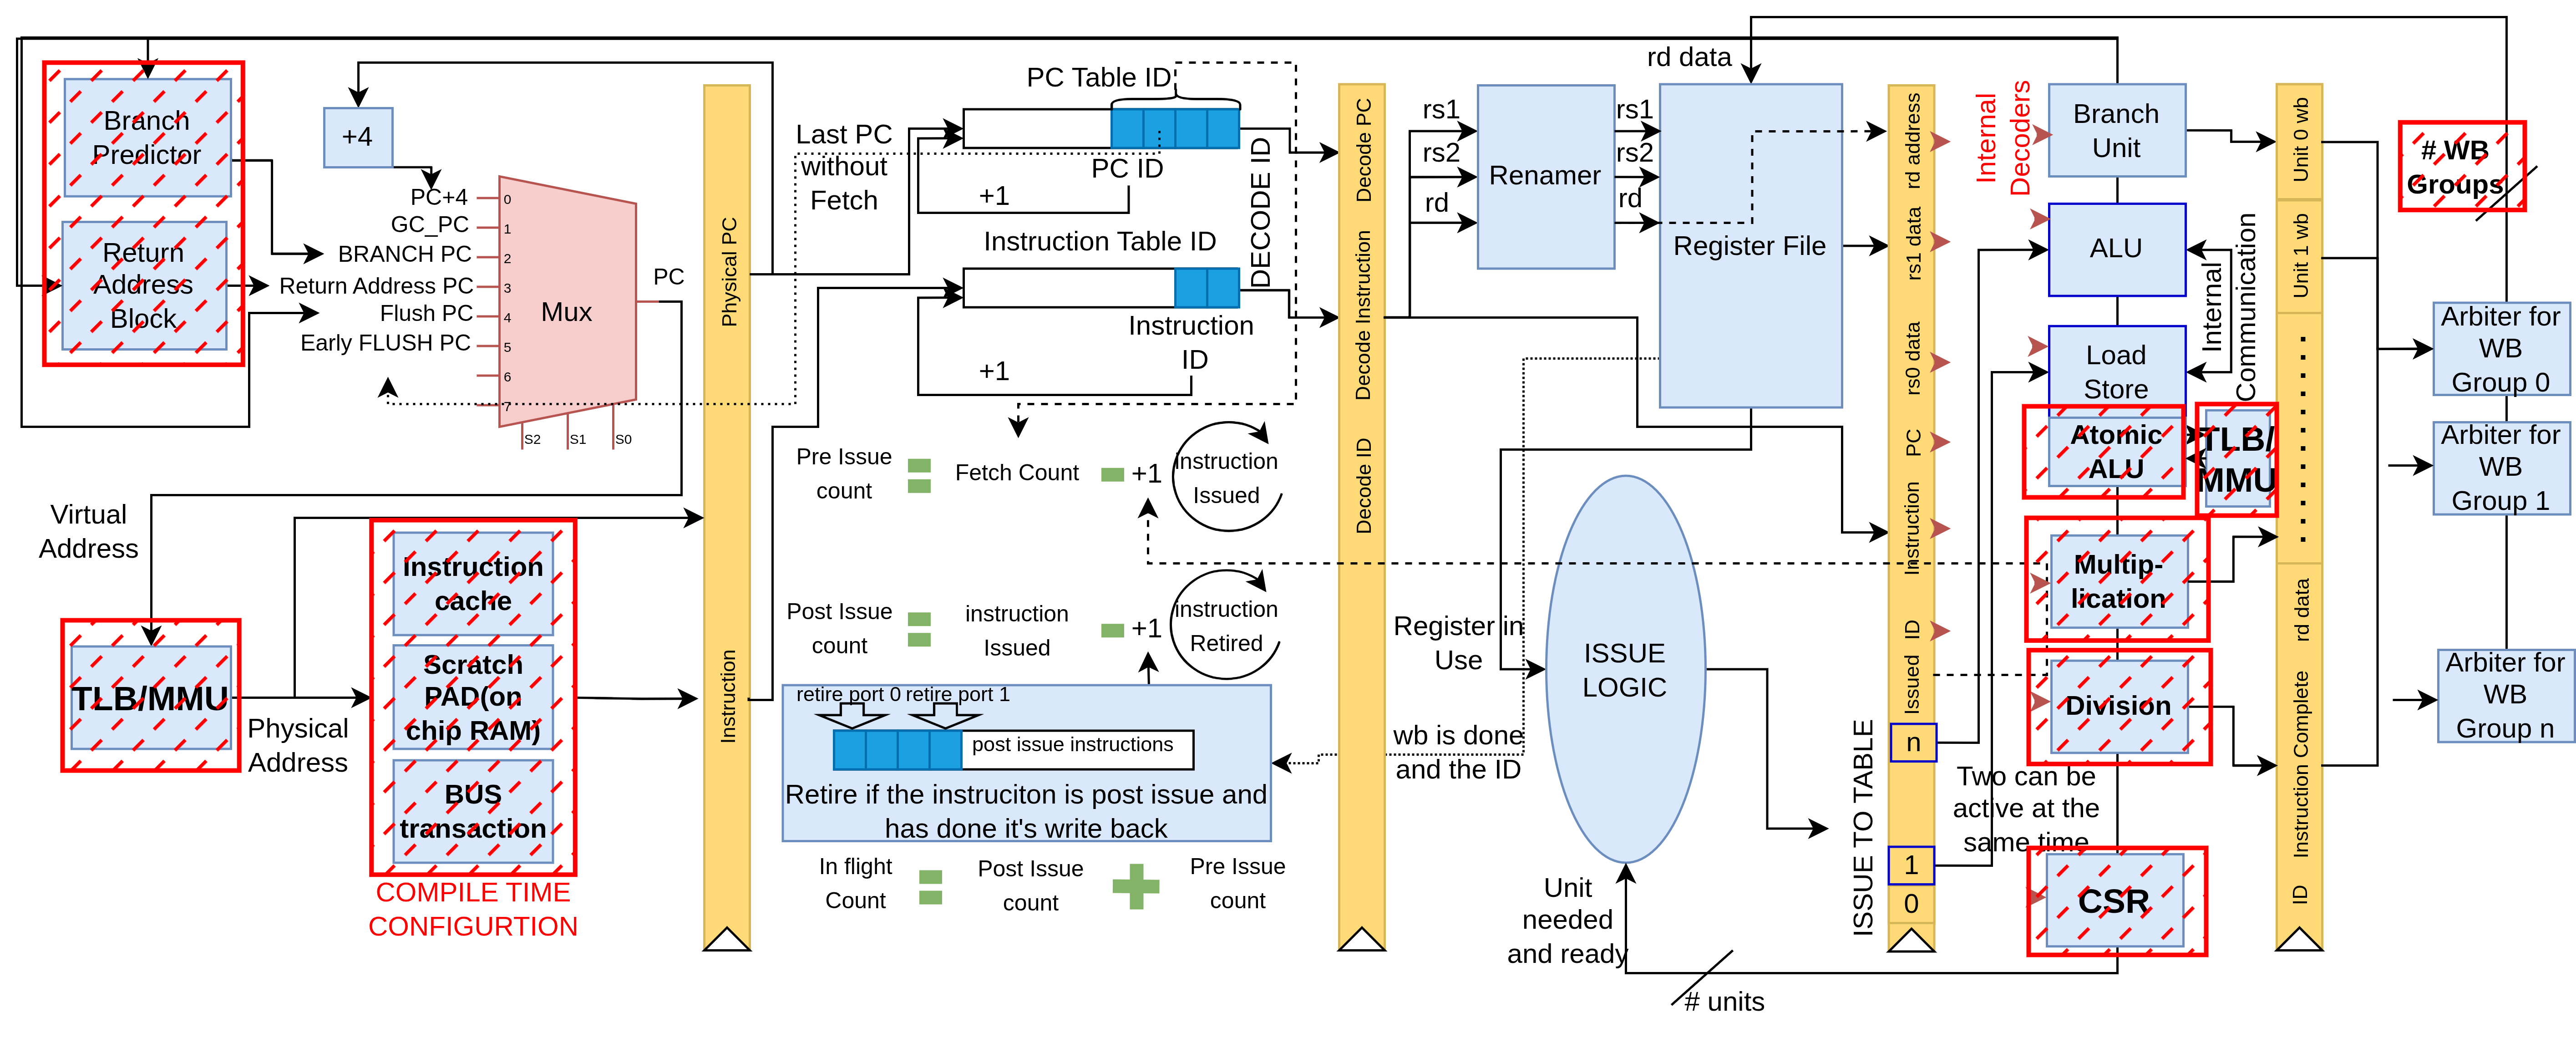 Branch
Predictor
Return
Address
Block
+4
PC+4
GC_PC
BRANCH PC
Return Address PC
Flush PC
Early FLUSH PC
0
1
2
3
4
5
6
7
Mux
S2
S1
S0
PC
Virtual
Address
TLB/MMU
Physical
Address
Instruction
cache
Scratch
PAD(on
chip RAM)
BUS
transaction
COMPILE TIME
CONFIGURTION
Physical PC
Instruction
Last PC
without
Fetch
PC Table ID
PC ID
+1
Instruction Table ID
Instruction
ID
+1
DECODE ID
Pre Issue
count
Fetch Count
+1
instruction
Issued
Post Issue
count
instruction
Issued
+1
instruction
Retired
retire port 0
retire port 1
post issue instructions
Retire if the instruciton is post issue and
has done it's write back
In flight
Count
Post Issue
count
Pre Issue
count
Decode PC
Decode Instruction
Decode ID
rs1
rs2
rd
Renamer
rs1
rs2
rd
rd data
Register File
Register in
Use
wb is done
and the ID
ISSUE
LOGIC
Unit
needed
and ready
# units
ISSUE TO TABLE
rd address
rs1 data
rs0 data
PC
Instruction
ID
Issued
n
1
0
Internal
Decoders
Branch
Unit
ALU
Load
Store
Atomic
ALU
TLB/
MMU
Internal
Communication
Multip-
lication
Division
Two can be
active at the
same time
CSR
Unit 0 wb
Unit 1 wb
rd data
Instruction Complete
ID
# WB
Groups
Arbiter for
WB
Group 0
Arbiter for
WB
Group 1
Arbiter for
WB
Group n